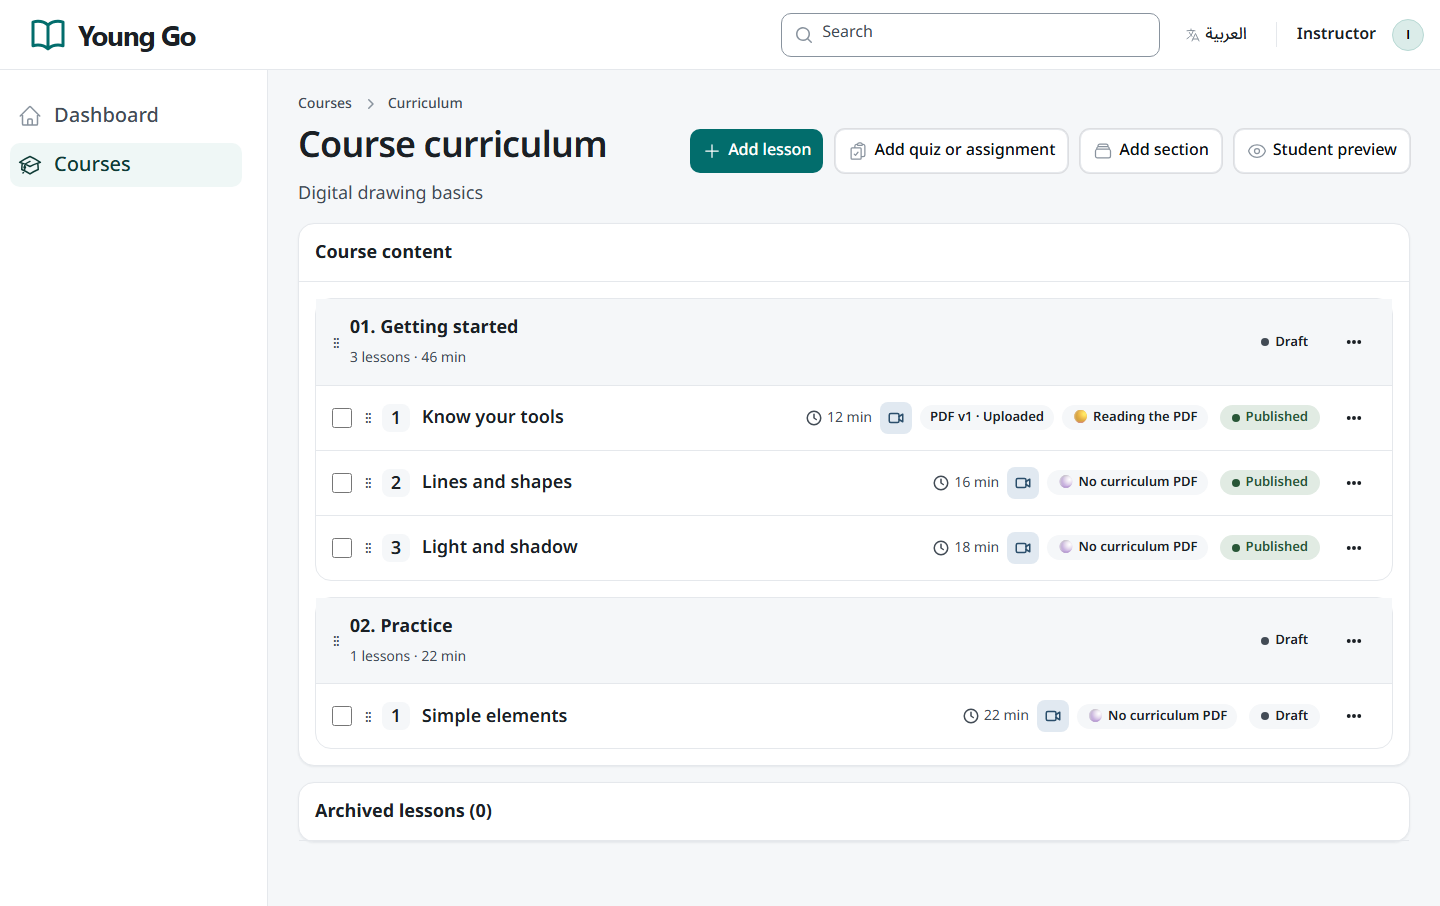 Young Go
Search
العربية
Instructor
I
Dashboard
Courses
Courses
Curriculum
Course curriculum
Add lesson
Add quiz or assignment
Add section
Student preview
Digital drawing basics
Course content
01. Getting started
3 lessons · 46 min
Draft
1
Know your tools
12 min
PDF v1 · Uploaded
Reading the PDF
Published
2
Lines and shapes
16 min
No curriculum PDF
Published
3
Light and shadow
18 min
No curriculum PDF
Published
02. Practice
1 lessons · 22 min
Draft
1
Simple elements
22 min
No curriculum PDF
Draft
Archived lessons (0)